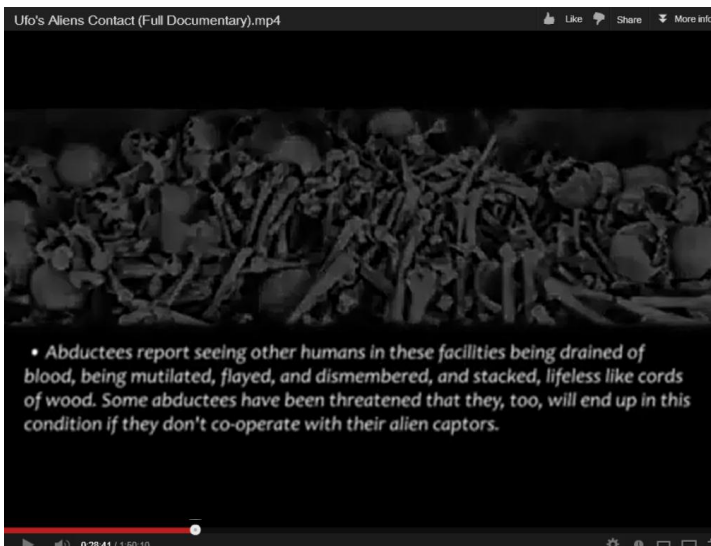 Ufo's Aliens Contact (Full Documentary).mp4 Like Share More info
• Abductees report seeing other humans in these facilities being drained of
blood, being mutilated, flayed, and dismembered, and stacked, lifeless like cords
of wood. Some abductees have been threatened that they, too, will end up in this
condition if they don't co-operate with their alien captors.
0:28:41 / 1:50:10